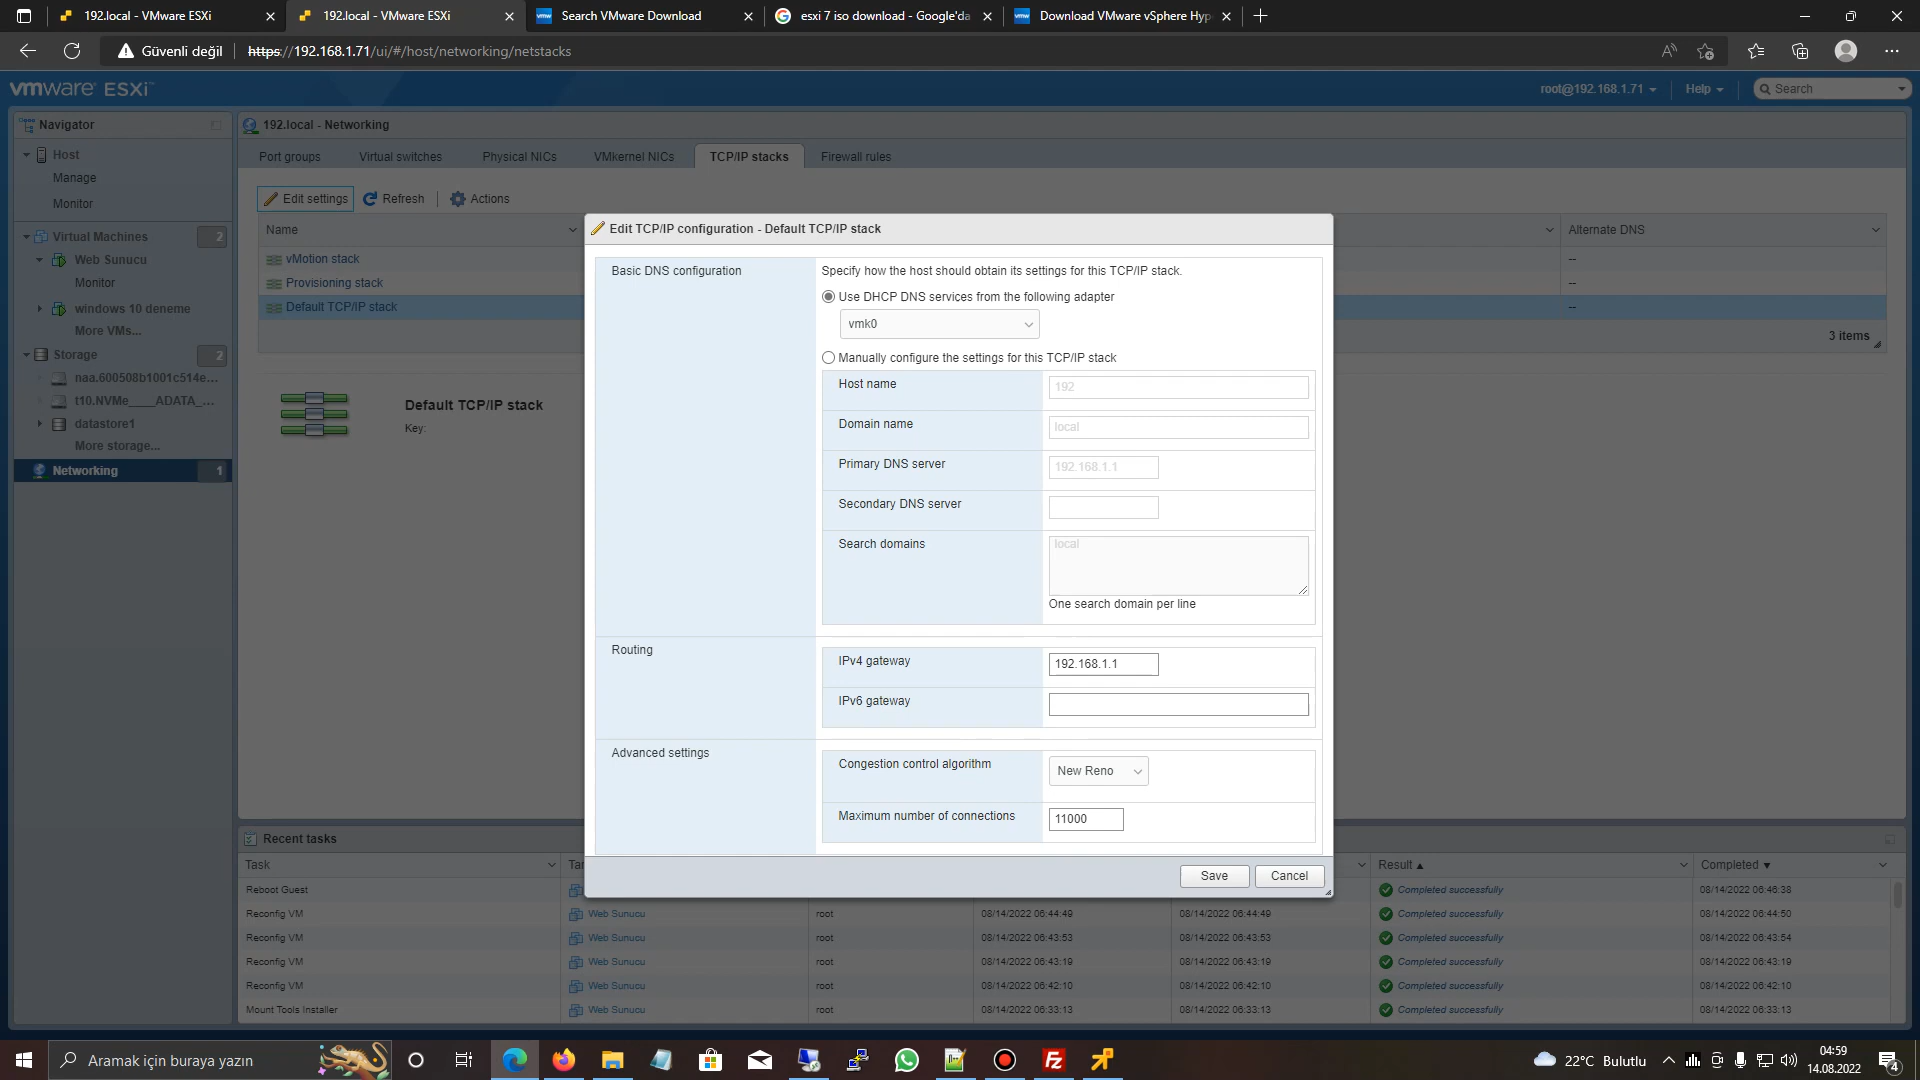 192.local - VMware ESXi
192.local - VMware ESXi
Search VMware Download
esxi 7 iso download - Google'da
Download VMware vSphere Hyp
Güvenli değil
https://192.168.1.71/ui/#/host/networking/netstacks
vmware ESXi
root@192.168.1.71
Help
Search
Navigator
192.local - Networking
Host
Manage
Monitor
Virtual Machines 2
Web Sunucu
Monitor
windows 10 deneme
More VMs...
Storage 2
naa.600508b1001c514e...
t10.NVMe____ADATA_...
datastore1
More storage...
Networking 1
Port groups
Virtual switches
Physical NICs
VMkernel NICs
TCP/IP stacks
Firewall rules
Edit settings
Refresh
Actions
Name
Alternate DNS
vMotion stack
--
Provisioning stack
--
Default TCP/IP stack
--
3 items
Default TCP/IP stack
Key:
Edit TCP/IP configuration - Default TCP/IP stack
Basic DNS configuration
Specify how the host should obtain its settings for this TCP/IP stack.
Use DHCP DNS services from the following adapter
vmk0
Manually configure the settings for this TCP/IP stack
Host name
192
Domain name
local
Primary DNS server
192.168.1.1
Secondary DNS server
Search domains
local
One search domain per line
Routing
IPv4 gateway
192.168.1.1
IPv6 gateway
Advanced settings
Congestion control algorithm
New Reno
Maximum number of connections
11000
Save
Cancel
Recent tasks
Task
Result
Completed
Reboot Guest
Completed successfully
08/14/2022 06:46:38
Reconfig VM
Web Sunucu
root
08/14/2022 06:44:49
08/14/2022 06:44:49
Completed successfully
08/14/2022 06:44:50
Reconfig VM
Web Sunucu
root
08/14/2022 06:43:53
08/14/2022 06:43:53
Completed successfully
08/14/2022 06:43:54
Reconfig VM
Web Sunucu
root
08/14/2022 06:43:19
08/14/2022 06:43:19
Completed successfully
08/14/2022 06:43:19
Reconfig VM
Web Sunucu
root
08/14/2022 06:42:10
08/14/2022 06:42:10
Completed successfully
08/14/2022 06:42:10
Mount Tools Installer
Web Sunucu
root
08/14/2022 06:33:13
08/14/2022 06:33:13
Completed successfully
08/14/2022 06:33:13
Aramak için buraya yazın
22°C Bulutlu
04:59
14.08.2022
4